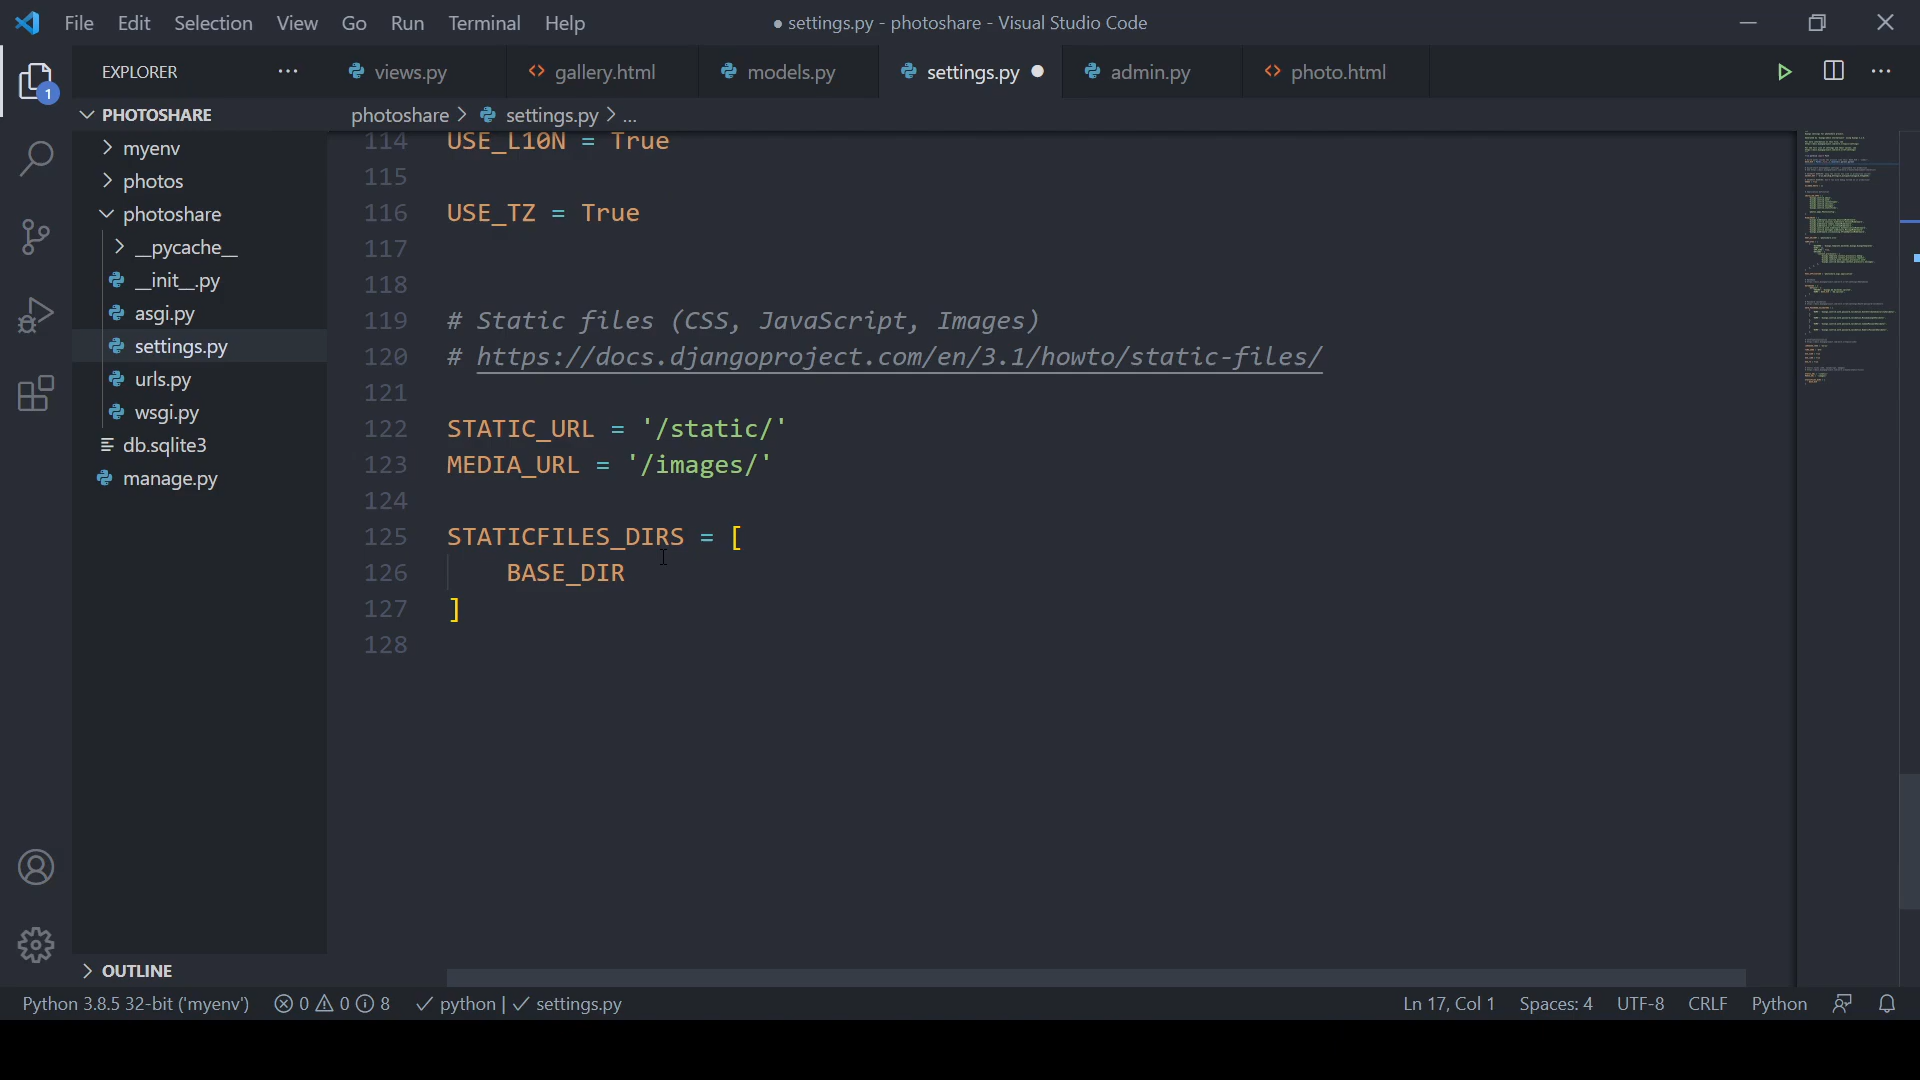 File Edit Selection View Go Run Terminal Help
● settings.py - photoshare - Visual Studio Code
EXPLORER ···
views.py gallery.html models.py settings.py ● admin.py photo.html
PHOTOSHARE
photoshare > settings.py > ...
myenv
photos
photoshare
__pycache__
__init__.py
asgi.py
settings.py
urls.py
wsgi.py
db.sqlite3
manage.py
OUTLINE
1
114 USE_L10N = True
115
116 USE_TZ = True
117
118
119 # Static files (CSS, JavaScript, Images)
120 # https://docs.djangoproject.com/en/3.1/howto/static-files/
121
122 STATIC_URL = '/static/'
123 MEDIA_URL = '/images/'
124
125 STATICFILES_DIRS = [
126 BASE_DIR
127 ]
128
Python 3.8.5 32-bit ('myenv') 0 0 8 python | settings.py Ln 17, Col 1 Spaces: 4 UTF-8 CRLF Python